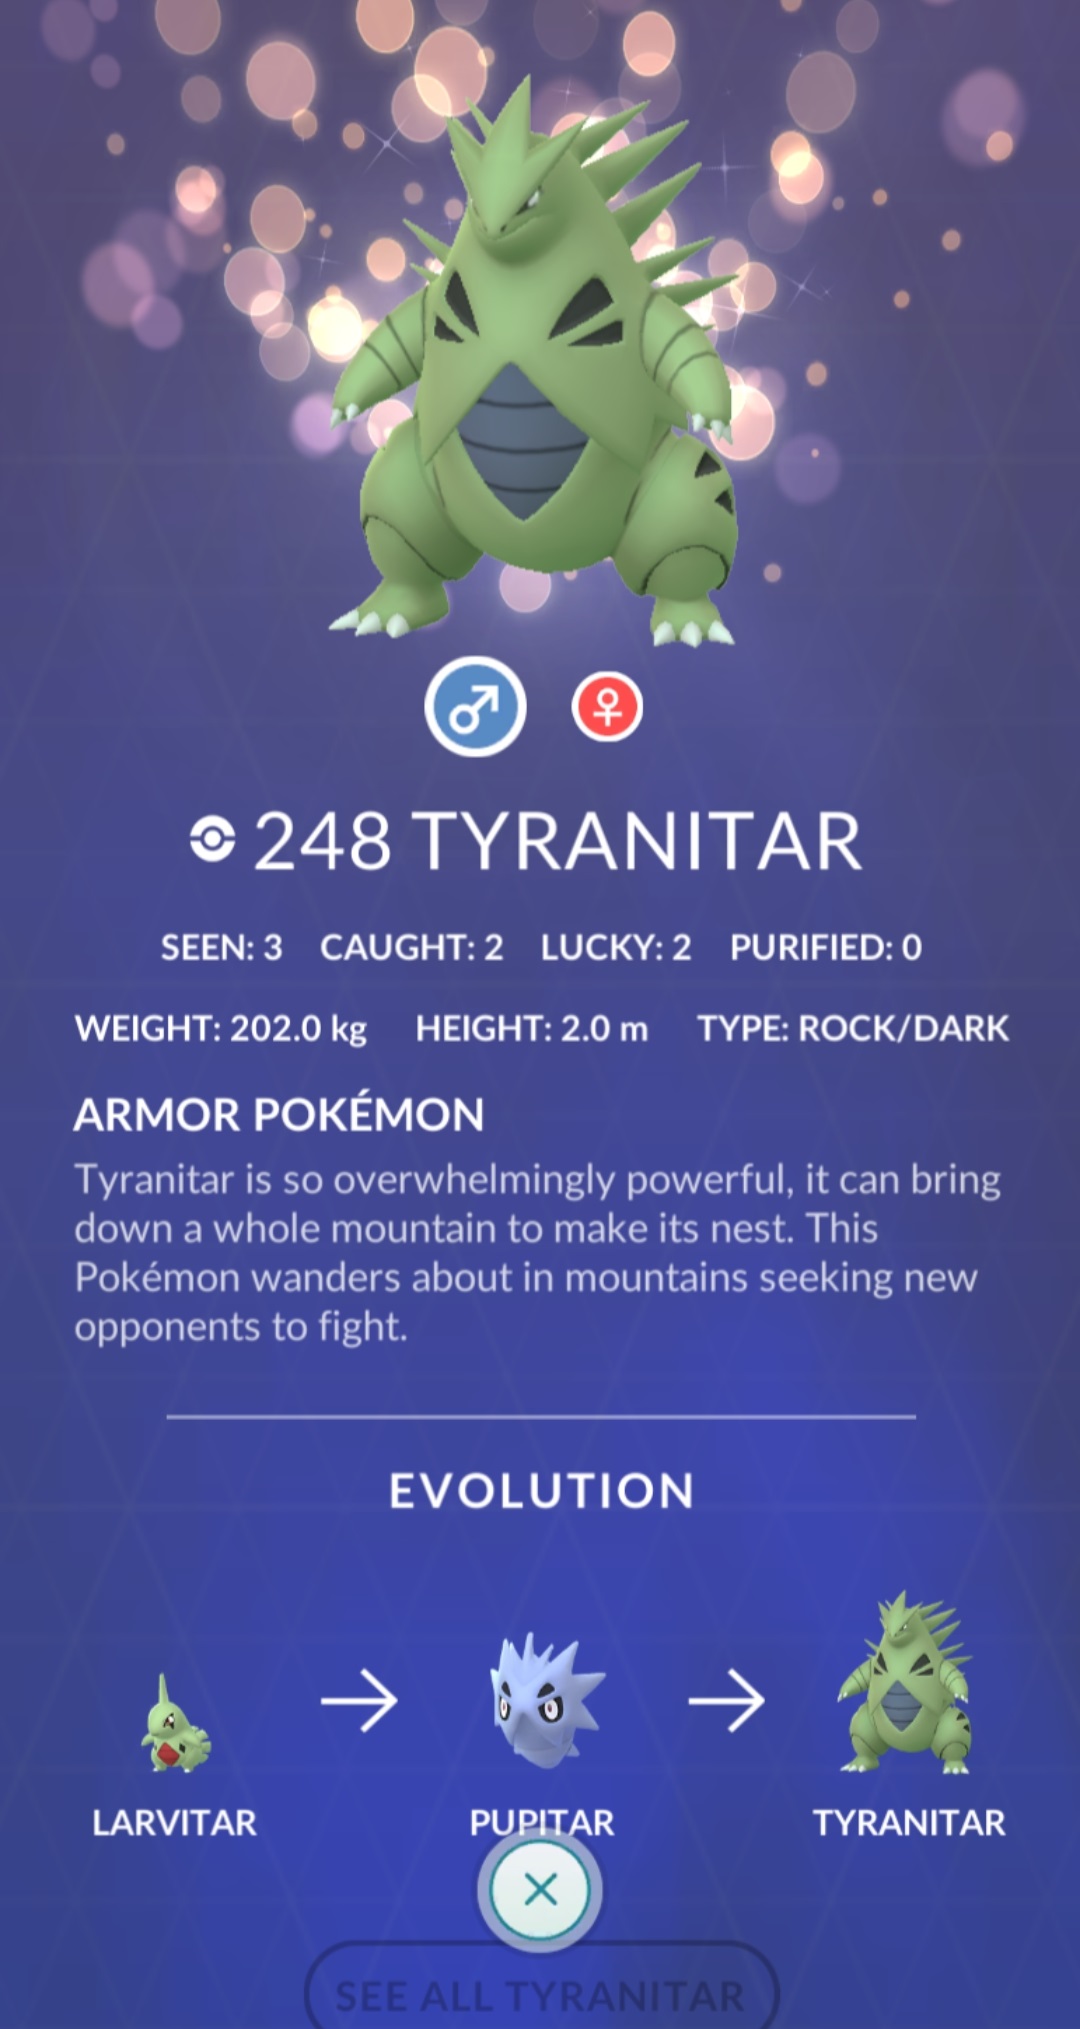 248 TYRANITAR
SEEN: 3 CAUGHT: 2 LUCKY: 2 PURIFIED: 0
WEIGHT: 202.0 kg HEIGHT: 2.0 m TYPE: ROCK/DARK
ARMOR POKÉMON
Tyranitar is so overwhelmingly powerful, it can bring
down a whole mountain to make its nest. This
Pokémon wanders about in mountains seeking new
opponents to fight.
EVOLUTION
LARVITAR PUPITAR TYRANITAR
SEE ALL TYRANITAR